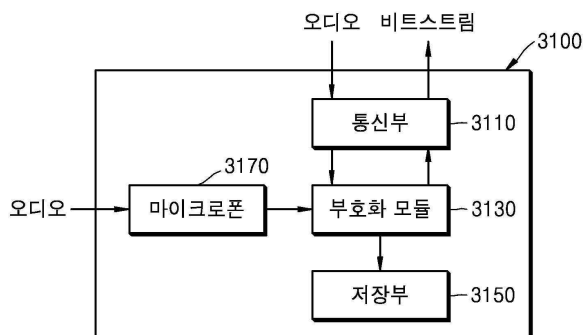 오디오 비트스트림
3100
통신부
3110
3170
오디오
마이크로폰
부호화 모듈
3130
저장부
3150